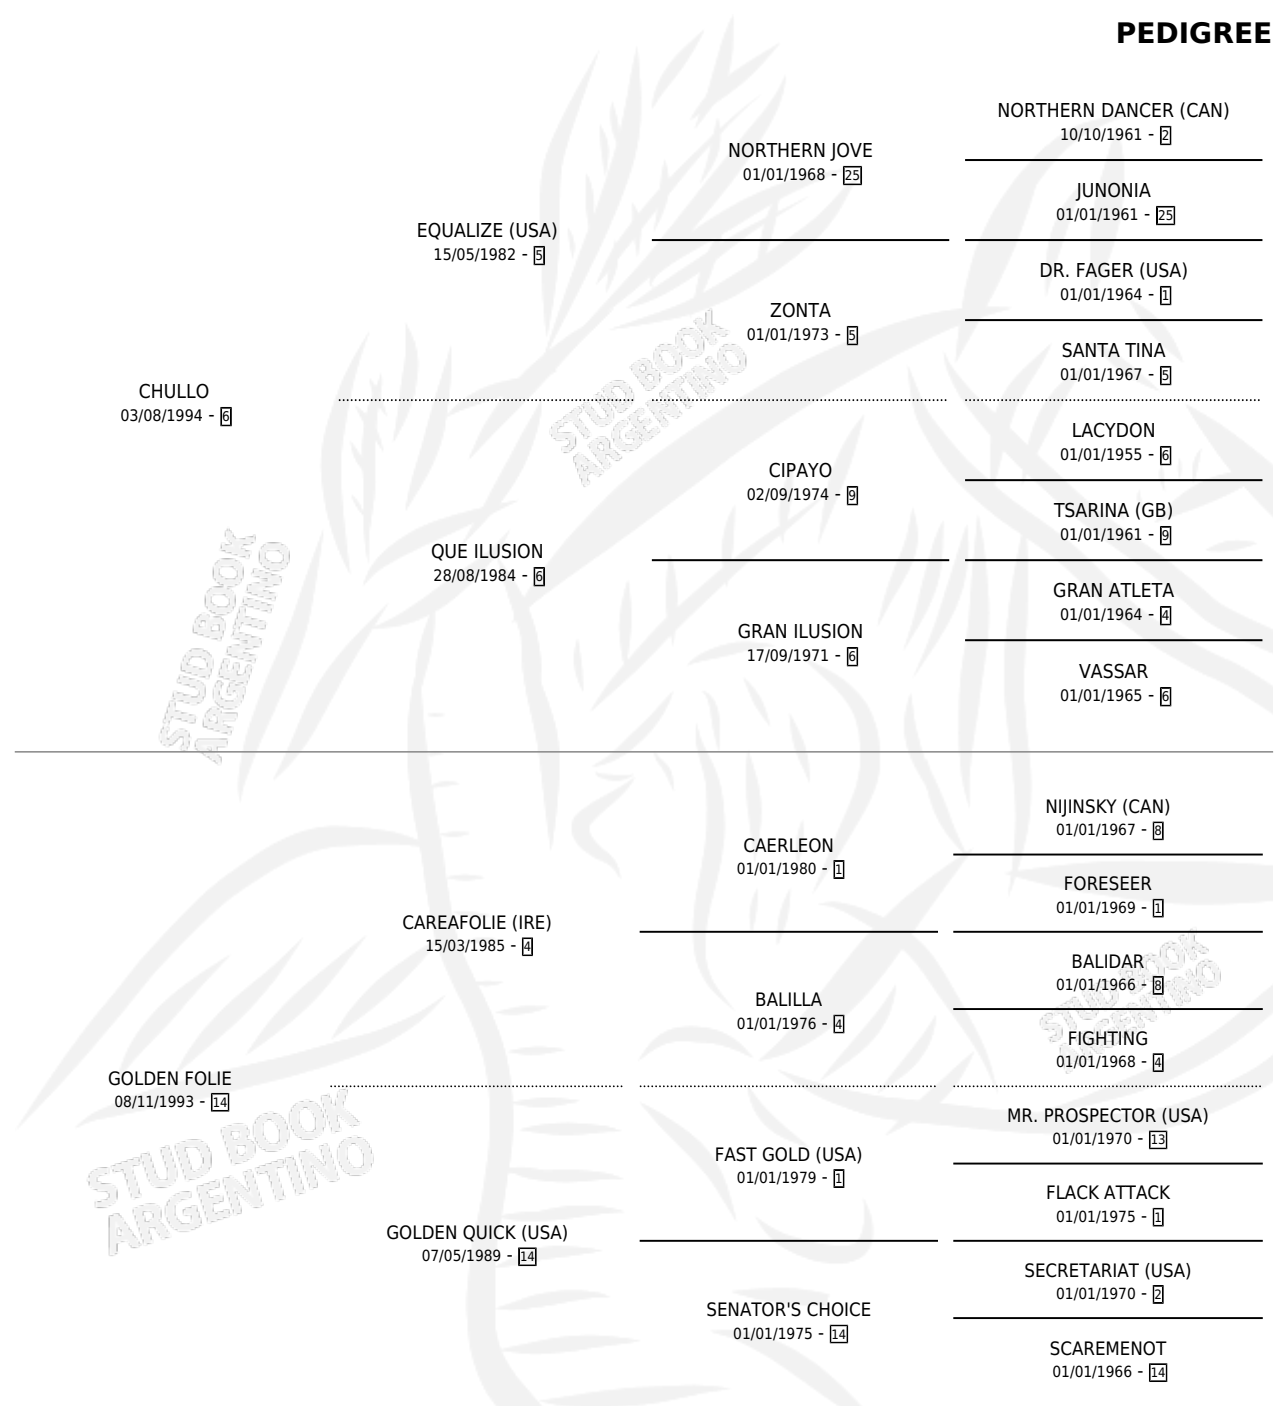 PEDIGREE
NORTHERN DANCER (CAN)
10/10/1961 - 2
NORTHERN JOVE
01/01/1968 - 25
JUNONIA
01/01/1961 - 25
EQUALIZE (USA)
15/05/1982 - 5
DR. FAGER (USA)
01/01/1964 - 1
ZONTA
01/01/1973 - 5
SANTA TINA
01/01/1967 - 5
CHULLO
03/08/1994 - 6
LACYDON
01/01/1955 - 6
CIPAYO
02/09/1974 - 9
TSARINA (GB)
01/01/1961 - 9
QUE ILUSION
28/08/1984 - 6
GRAN ATLETA
01/01/1964 - 4
GRAN ILUSION
17/09/1971 - 6
VASSAR
01/01/1965 - 6
NIJINSKY (CAN)
01/01/1967 - 8
CAERLEON
01/01/1980 - 1
FORESEER
01/01/1969 - 1
CAREAFOLIE (IRE)
15/03/1985 - 4
BALIDAR
01/01/1966 - 8
BALILLA
01/01/1976 - 4
FIGHTING
01/01/1968 - 4
GOLDEN FOLIE
08/11/1993 - 14
MR. PROSPECTOR (USA)
01/01/1970 - 13
FAST GOLD (USA)
01/01/1979 - 1
FLACK ATTACK
01/01/1975 - 1
GOLDEN QUICK (USA)
07/05/1989 - 14
SECRETARIAT (USA)
01/01/1970 - 2
SENATOR'S CHOICE
01/01/1975 - 14
SCAREMENOT
01/01/1966 - 14
STUD BOOK
ARGENTINO
STUD BOOK
ARGENTINO
STUD BOOK
ARGENTINO
STUD BOOK
ARGENTINO